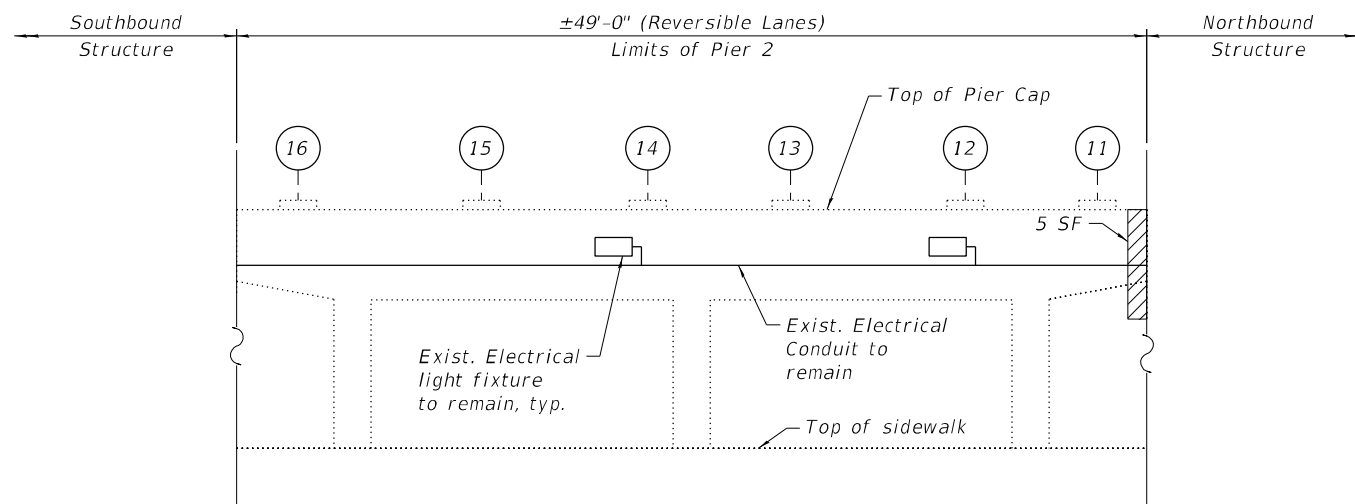 Southbound
Structure
±49'-0" (Reversible Lanes)
Limits of Pier 2
Northbound
Structure
Top of Pier Cap
16
15
14
13
12
11
5 SF
Exist. Electrical
light fixture
to remain, typ.
Exist. Electrical
Conduit to
remain
Top of sidewalk